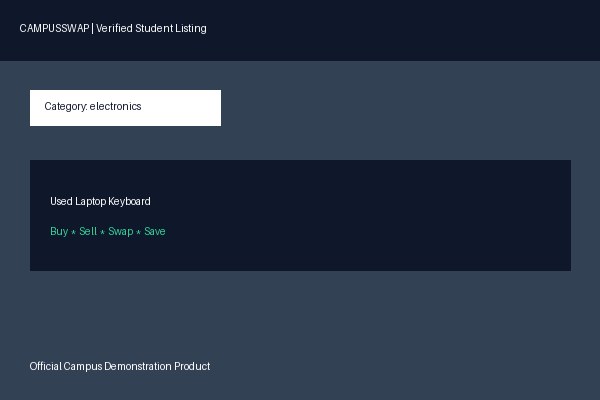 CAMPUSSWAP | Verified Student Listing
Category: electronics
Used Laptop Keyboard
Buy * Sell * Swap * Save
Official Campus Demonstration Product